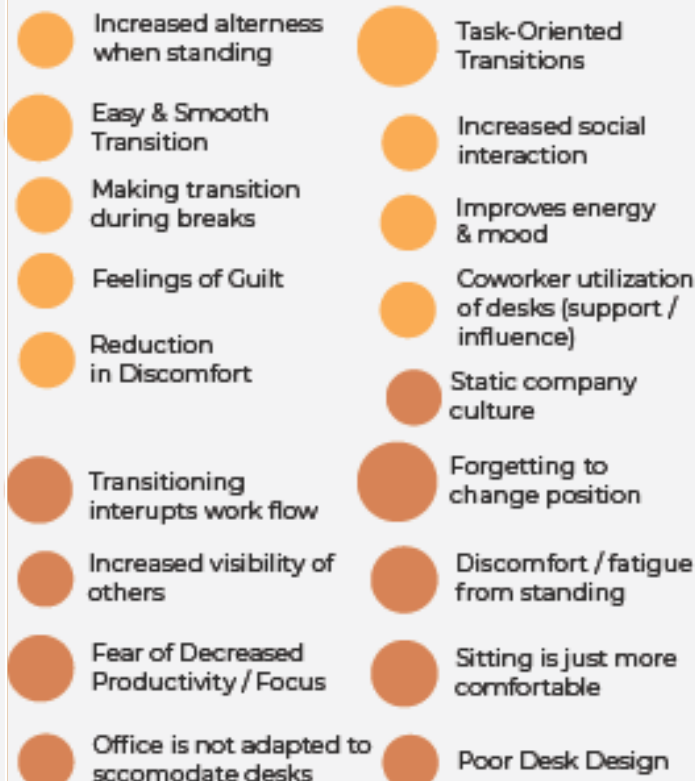 Increased alterness
when standing
Easy & Smooth
Transition
Making transition
during breaks
Feelings of Guilt
Reduction
in Discomfort
Transitioning
interupts work flow
Increased visibility of
others
Fear of Decreased
Productivity / Focus
Office is not adapted to
sccomodate desks
Task-Oriented
Transitions
Increased social
interaction
Improves energy
& mood
Coworker utilization
of desks (support /
influence)
Static company
culture
Forgetting to
change position
Discomfort / fatigue
from standing
Sitting is just more
comfortable
Poor Desk Design